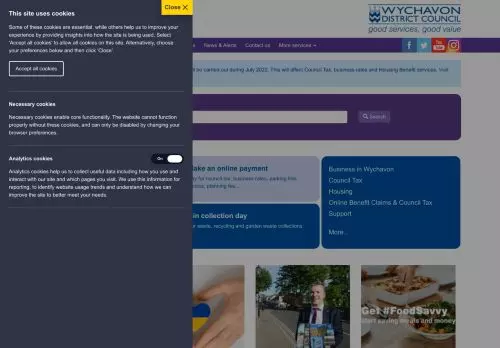 This site uses cookies
Close
Some of these cookies are essential, while others help us to improve your
experience by providing insights into how the site is being used. Select
'Accept all cookies' to allow all cookies on this site. Alternatively, choose
your preferences below and then click 'Close'.
Accept all cookies
Necessary cookies
Necessary cookies enable core functionality. The website cannot function
properly without these cookies, and can only be disabled by changing your
browser preferences.
Analytics cookies
On
Analytics cookies help us to collect useful data including how you use and
interact with our site and which pages you visit. We use this information for
reporting, to identify website usage trends and understand how we can
improve the site to better meet your needs.
WYCHAVON
DISTRICT COUNCIL
good services, good value
News & Alerts
Contact us
More services
be carried out during July 2022. This will affect Council Tax, business rates and Housing Benefit services. Visit
Search
ake an online payment
for council tax, business rates, parking fine,
planning fee...
in collection day
waste, recycling and garden waste collections
Business in Wychavon
Council Tax
Housing
Online Benefit Claims & Council Tax
Support
More...
Get #FoodSavvy
start saving meals and money